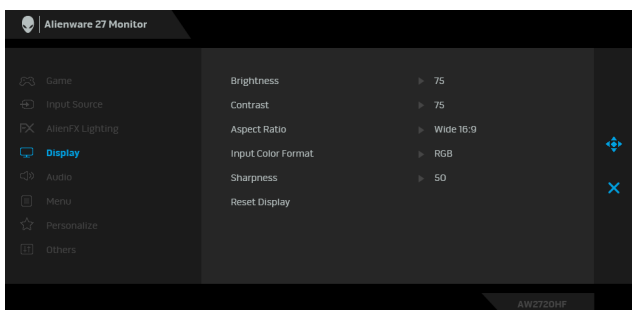 Alienware 27 Monitor
Game
Input Source
FX AlienFX Lighting
Display
Audio
Menu
Personalize
Others
Brightness 75
Contrast 75
Aspect Ratio Wide 16:9
Input Color Format RGB
Sharpness 50
Reset Display
AW2720HF